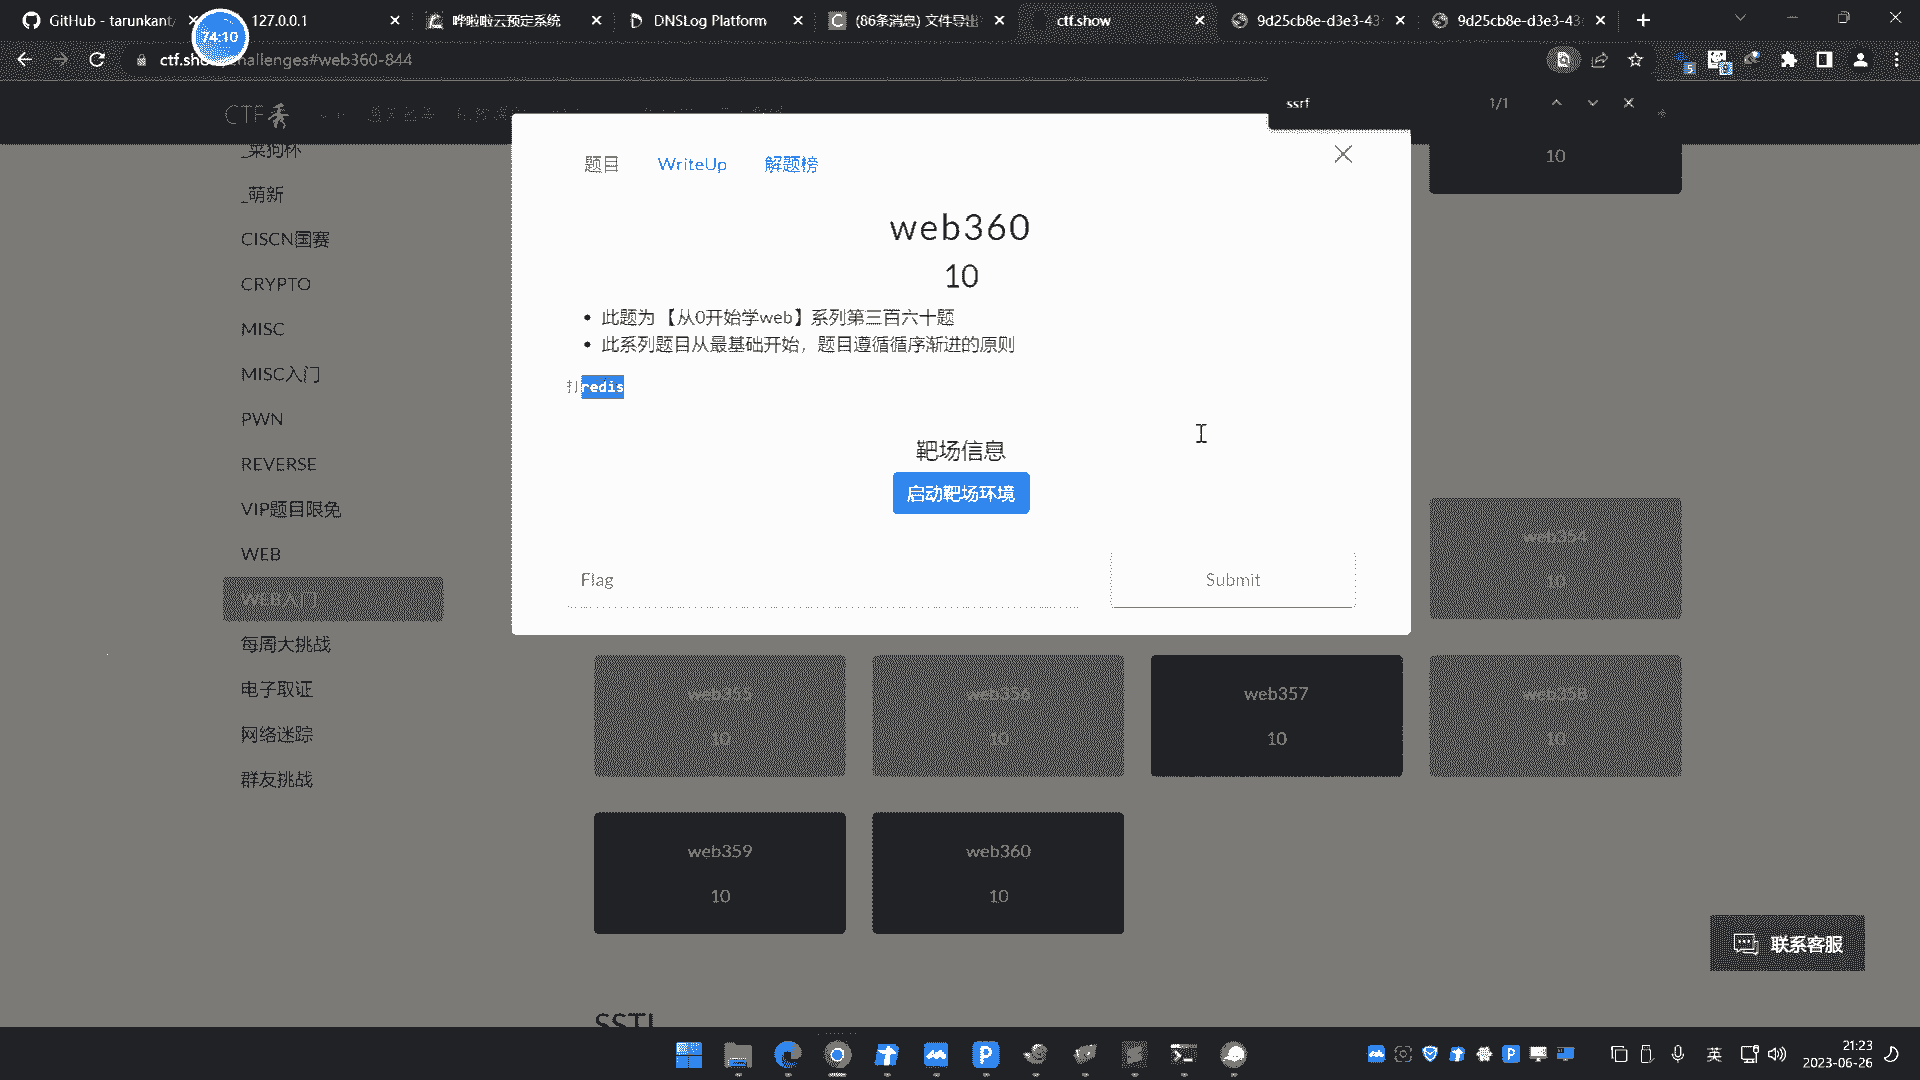 GitHub - tarunkant/
127.0.0.1
哗啦啦云预定系统
DNSLog Platform
(86条消息) 文件导出
ctf.show
9d25cb8e-d3e3-43
9d25cb8e-d3e3-43
74:10
ctf.sho
hallenges#web360-844
5
ssrf
1/1
CTF秀
_菜狗杯
_萌新
CISCN国赛
CRYPTO
MISC
MISC入门
PWN
REVERSE
VIP题目限免
WEB
WEB入门
每周大挑战
电子取证
网络迷踪
群友挑战
题目
WriteUp
解题榜
web360
10
此题为 【从0开始学web】系列第三百六十题
此系列题目从最基础开始，题目遵循循序渐进的原则
打redis
靶场信息
启动靶场环境
Flag
Submit
10
web354
10
web355
10
web356
10
web357
10
web358
10
web359
10
web360
10
SSTI
联系客服
英
21:23
2023-06-26